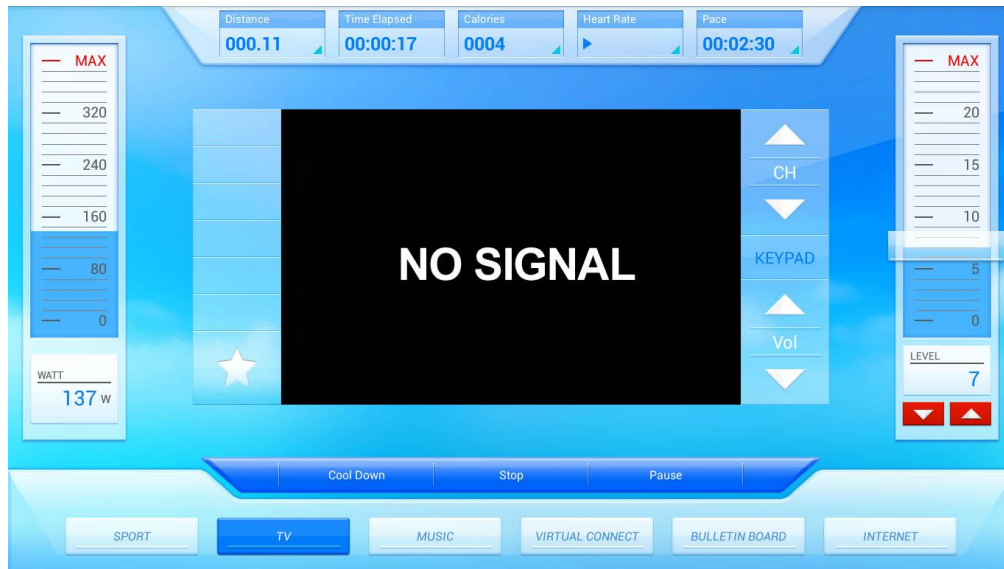 Distance
Time Elapsed
Calories
Heart Rate
Pace
000.11
00:00:17
0004
00:02:30
MAX
320
240
160
80
0
WATT
137 W
NO SIGNAL
CH
KEYPAD
Vol
MAX
20
15
10
5
0
LEVEL
7
Cool Down
Stop
Pause
SPORT
TV
MUSIC
VIRTUAL CONNECT
BULLETIN BOARD
INTERNET